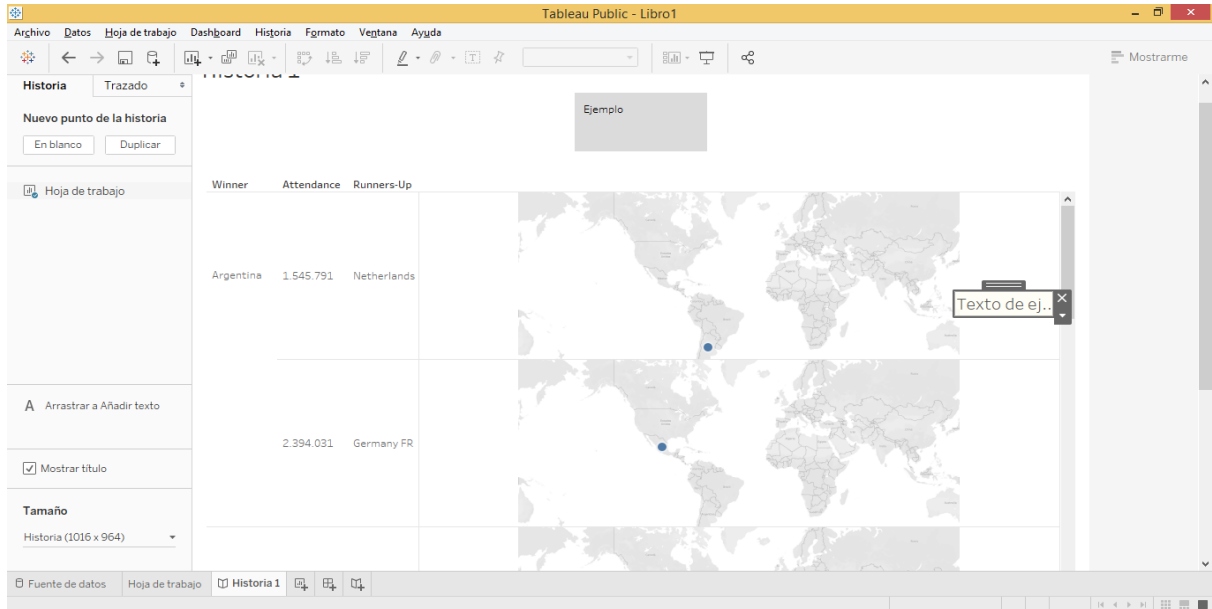 Tableau Public - Libro1
Archivo Datos Hoja de trabajo Dashboard Historia Formato Ventana Ayuda
Mostrarme
Historia Trazado
Historia 1
Nuevo punto de la historia
En blanco Duplicar
Hoja de trabajo
Ejemplo
Winner Attendance Runners-Up
Argentina 1.545.791 Netherlands
Texto de ej..
2.394.031 Germany FR
A Arrastrar a Añadir texto
Mostrar título
Tamaño
Historia (1016 x 964)
Fuente de datos Hoja de trabajo Historia 1